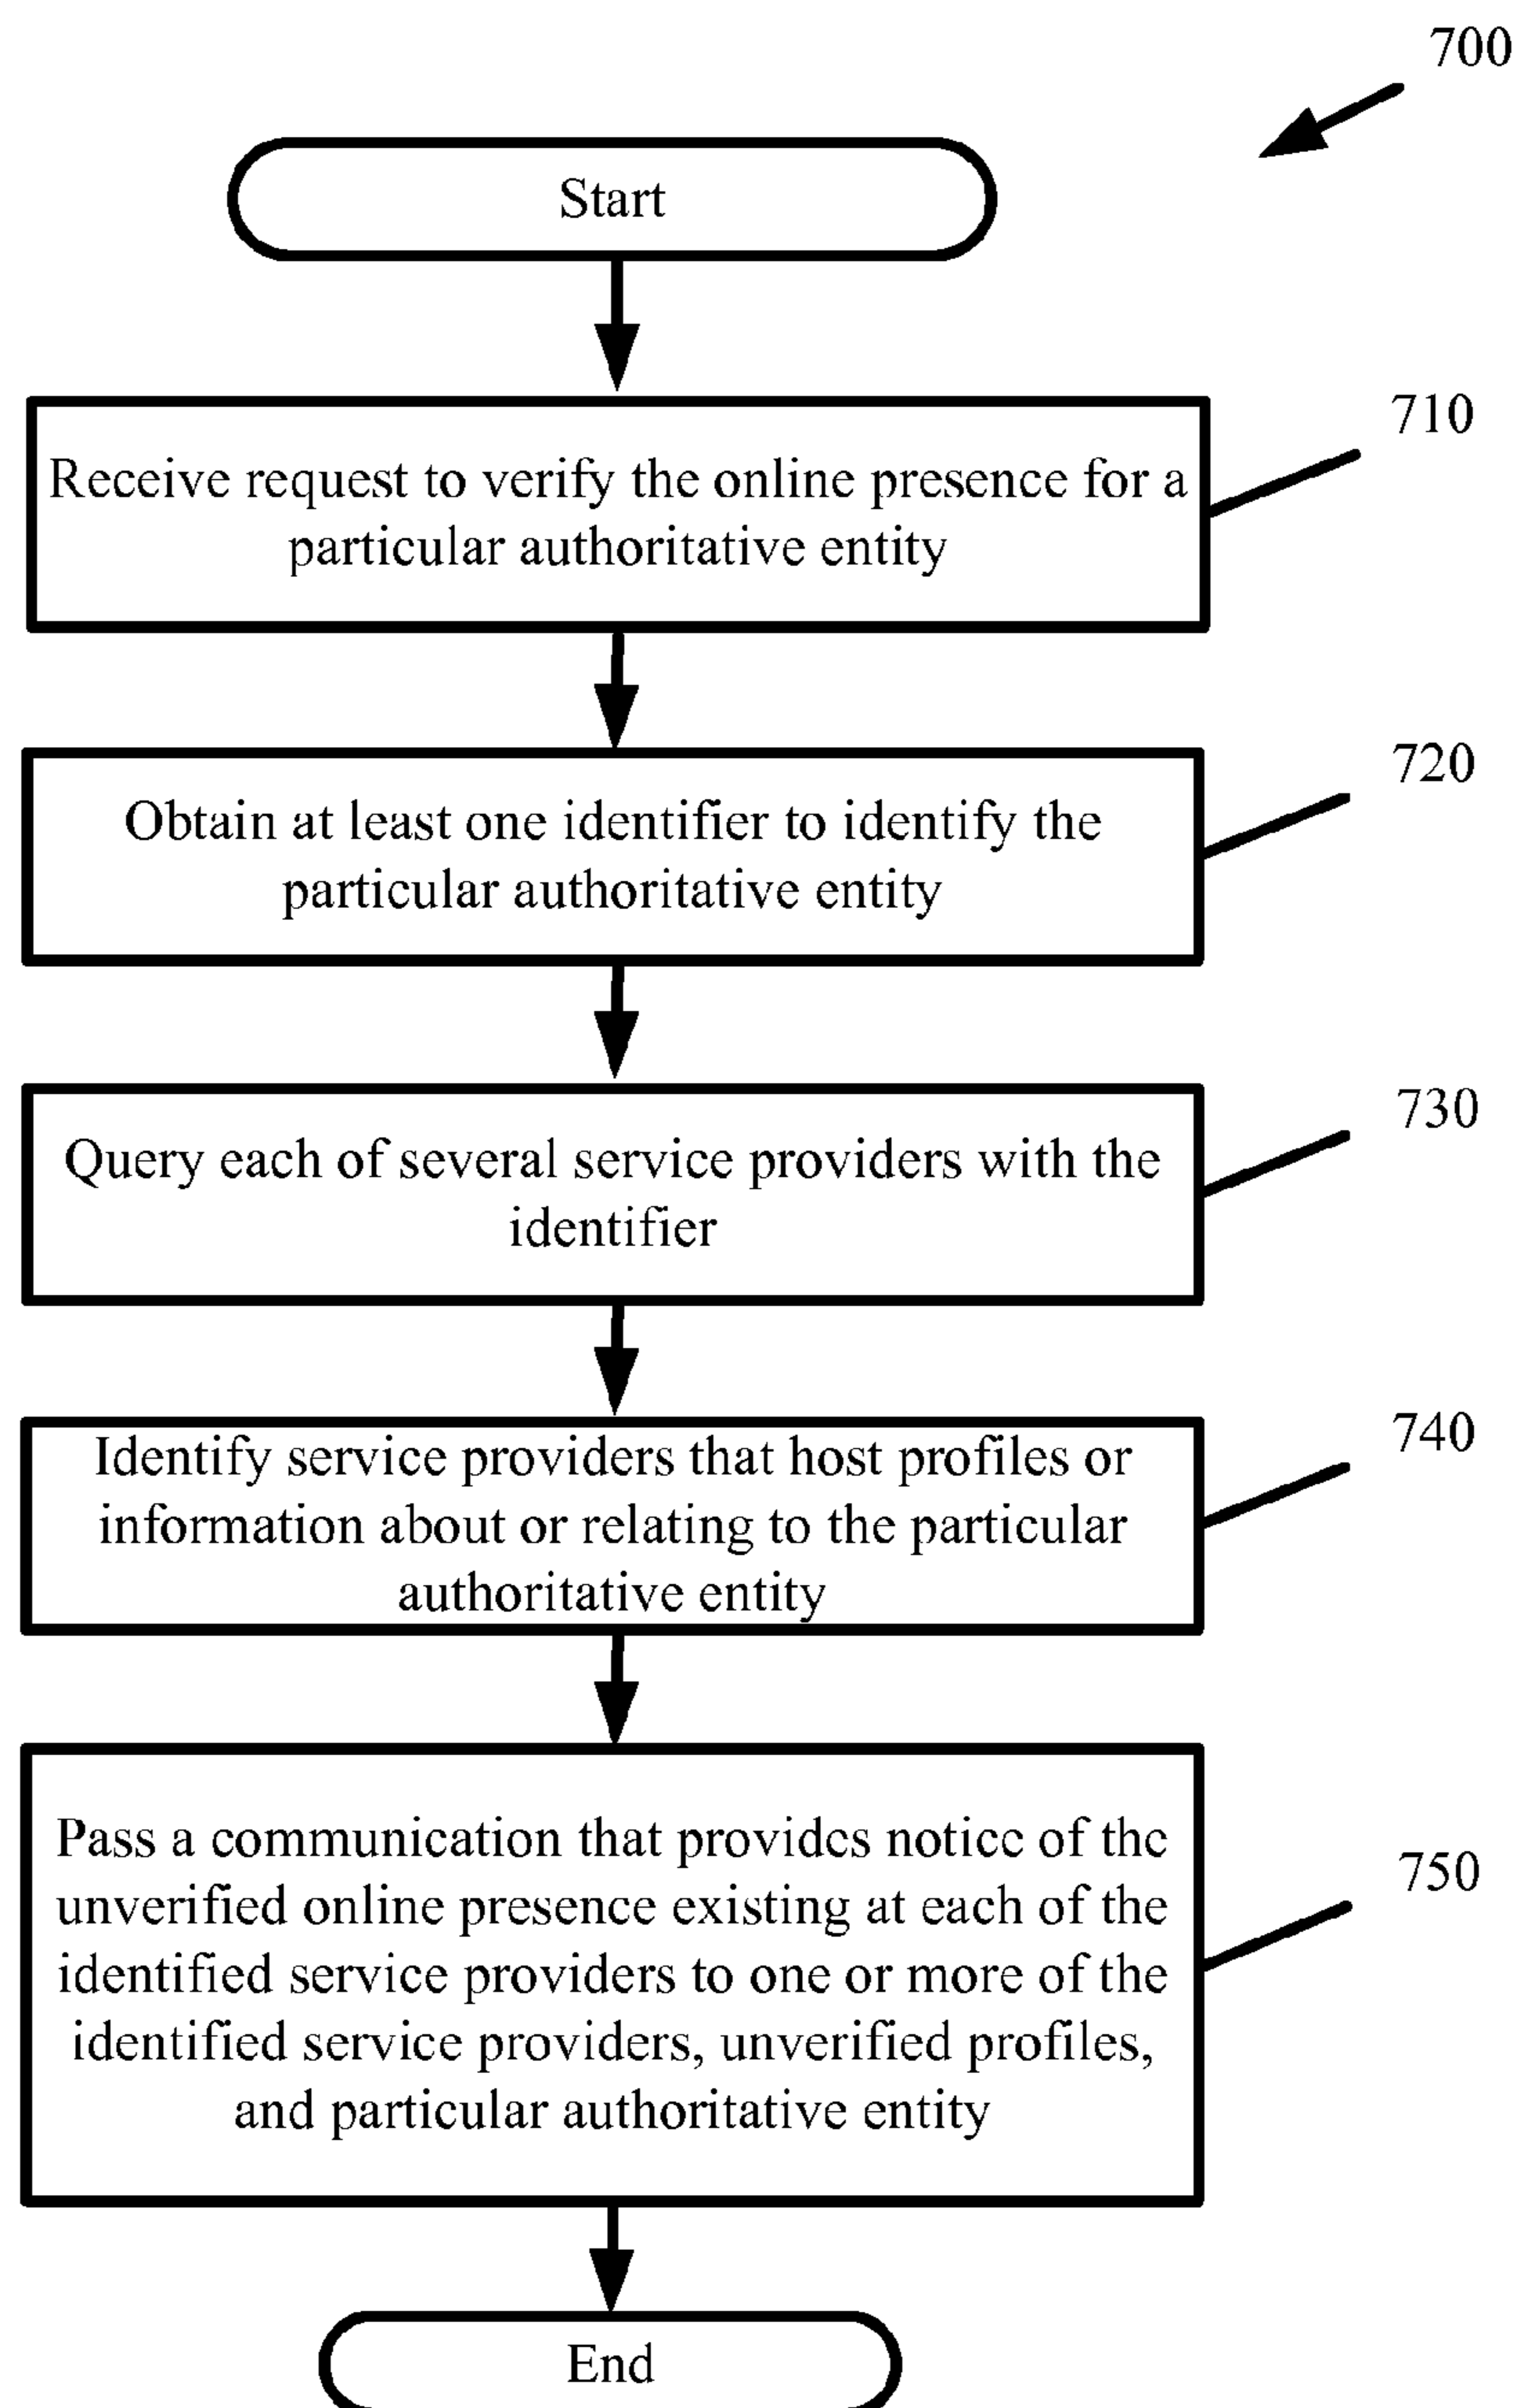 700
Start
710
Receive request to verify the online presence for a
particular authoritative entity
720
Obtain at least one identifier to identify the
particular authoritative entity
730
Query each of several service providers with the
identifier
740
Identify service providers that host profiles or
information about or relating to the particular
authoritative entity
750
Pass a communication that provides notice of the
unverified online presence existing at each of the
identified service providers to one or more of the
identified service providers, unverified profiles,
and particular authoritative entity
End